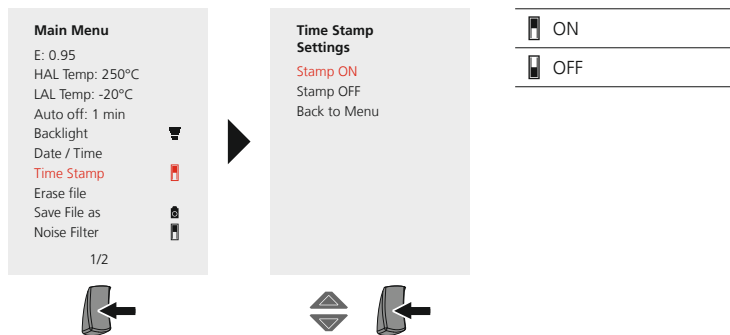 Main Menu
E: 0.95
HAL Temp: 250°C
LAL Temp: -20°C
Auto off: 1 min
Backlight
Date / Time
Time Stamp
Erase file
Save File as
Noise Filter
1/2
Time Stamp
Settings
Stamp ON
Stamp OFF
Back to Menu
ON
OFF